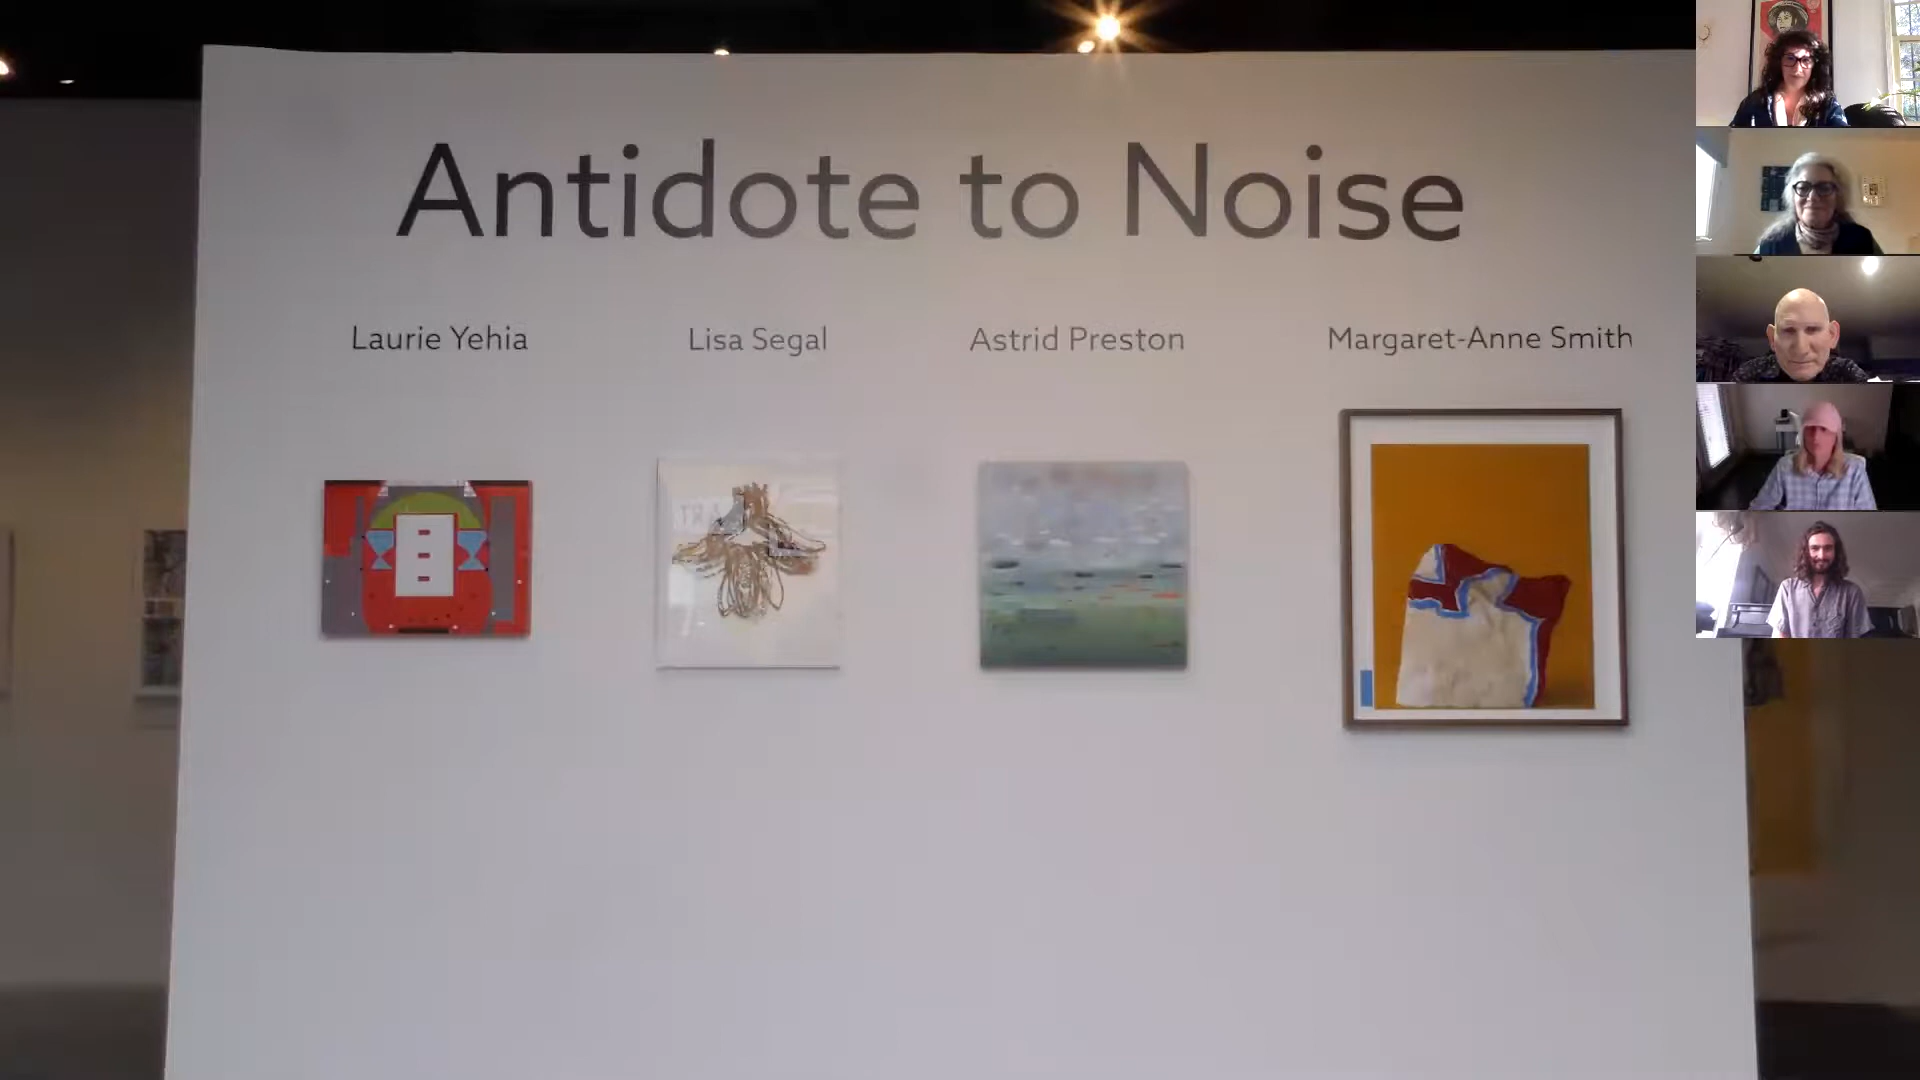 Antidote to Noise
Laurie Yehia
Lisa Segal
Astrid Preston
Margaret-Anne Smith